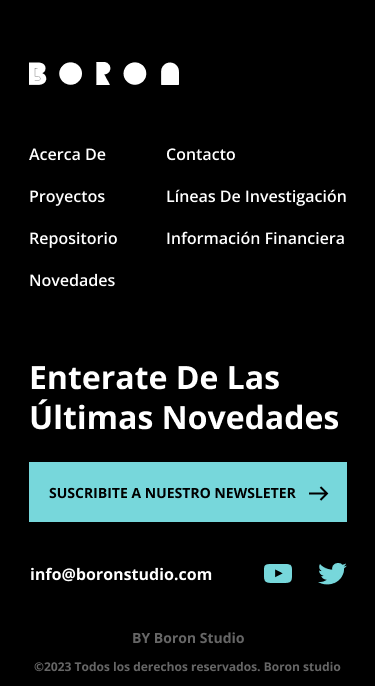 BORON
Acerca De
Contacto
Proyectos
Líneas De Investigación
Repositorio
Información Financiera
Novedades
Enterate De Las
Últimas Novedades
SUSCRIBITE A NUESTRO NEWSLETER
info@boronstudio.com
BY Boron Studio
©2023 Todos los derechos reservados. Boron studio